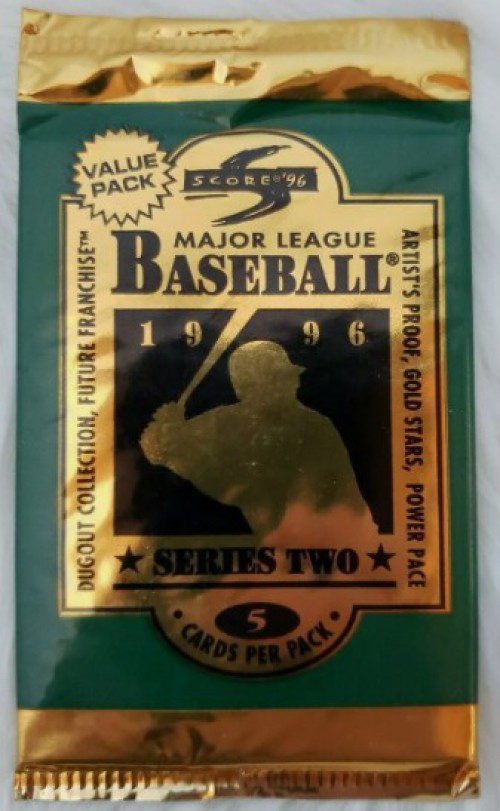 VALUE
PACK
SCORE®'96
MAJOR LEAGUE
BASEBALL®
1996
DUGOUT COLLECTION, FUTURE FRANCHISE™
ARTIST'S PROOF, GOLD STARS, POWER PACE
★ SERIES TWO ★
5
• CARDS PER PACK •